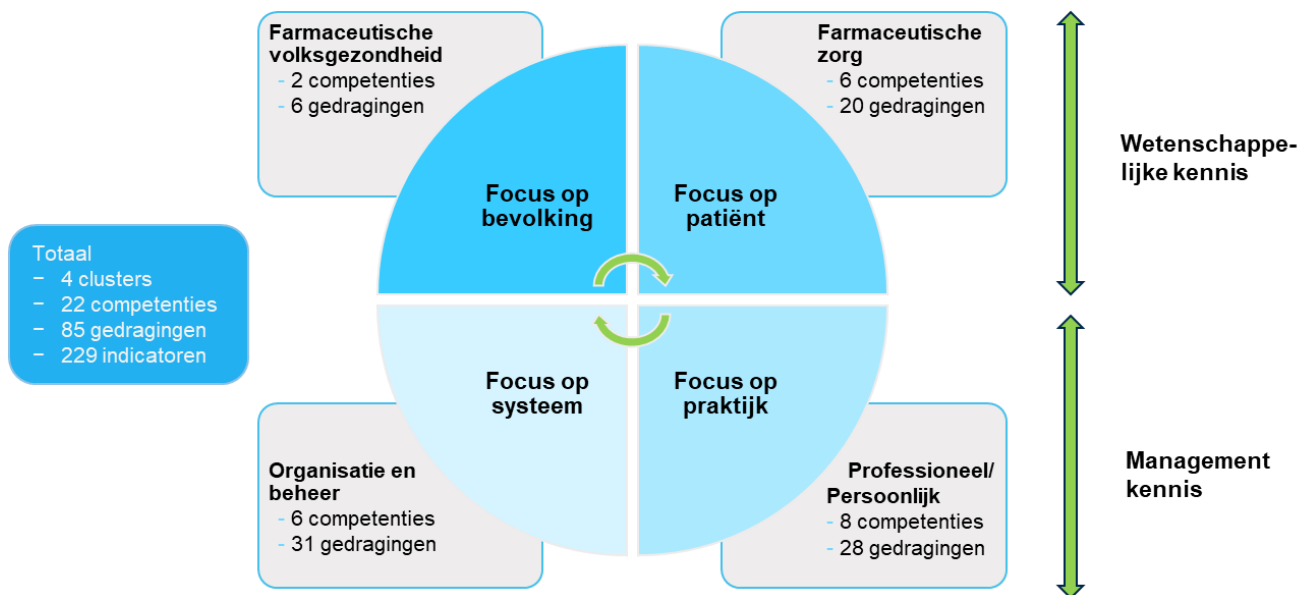 Farmaceutische
volksgezondheid
- 2 competenties
- 6 gedragingen
Farmaceutische
zorg
- 6 competenties
- 20 gedragingen
Wetenschappe-
lijke kennis
Focus op
bevolking
Focus op
patiënt
Totaal
− 4 clusters
− 22 competenties
− 85 gedragingen
− 229 indicatoren
Focus op
systeem
Focus op
praktijk
Organisatie en
beheer
- 6 competenties
- 31 gedragingen
Professioneel/
Persoonlijk
- 8 competenties
- 28 gedragingen
Management
kennis